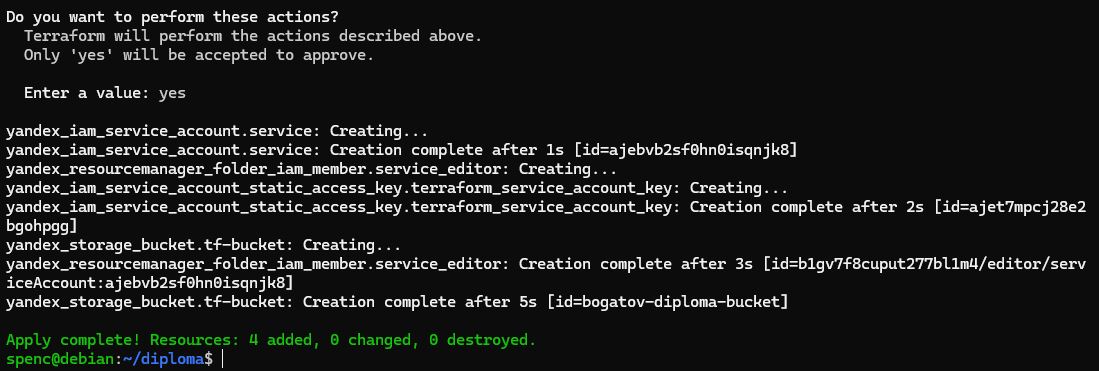 Do you want to perform these actions?
  Terraform will perform the actions described above.
  Only 'yes' will be accepted to approve.

  Enter a value: yes

yandex_iam_service_account.service: Creating...
yandex_iam_service_account.service: Creation complete after 1s [id=ajebvb2sf0hn0isqnjk8]
yandex_resourcemanager_folder_iam_member.service_editor: Creating...
yandex_iam_service_account_static_access_key.terraform_service_account_key: Creating...
yandex_iam_service_account_static_access_key.terraform_service_account_key: Creation complete after 2s [id=ajet7mpcj28e2
bgohpgg]
yandex_storage_bucket.tf-bucket: Creating...
yandex_resourcemanager_folder_iam_member.service_editor: Creation complete after 3s [id=b1gv7f8cuput277bl1m4/editor/serv
iceAccount:ajebvb2sf0hn0isqnjk8]
yandex_storage_bucket.tf-bucket: Creation complete after 5s [id=bogatov-diploma-bucket]

Apply complete! Resources: 4 added, 0 changed, 0 destroyed.
spenc@debian:~/diploma$